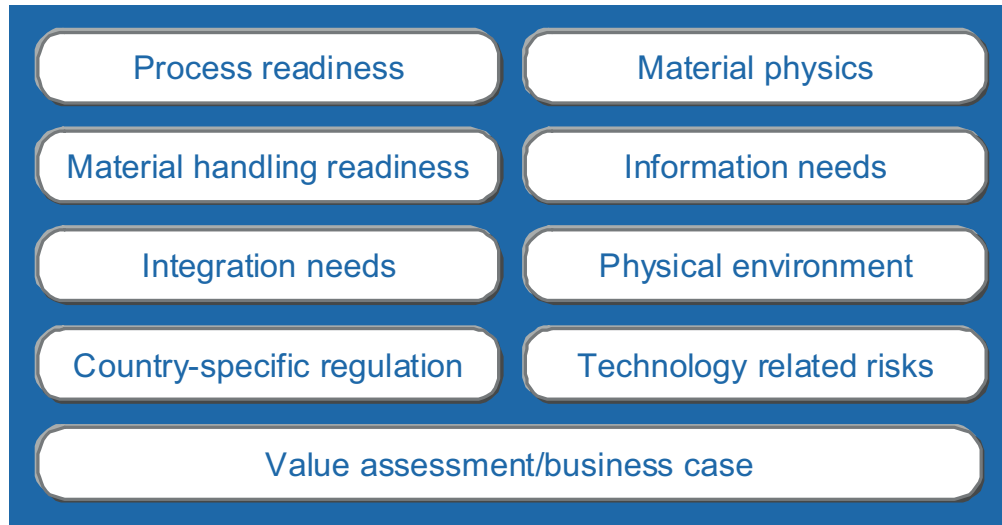 Process readiness
Material physics
Material handling readiness
Information needs
Integration needs
Physical environment
Country-specific regulation
Technology related risks
Value assessment/business case